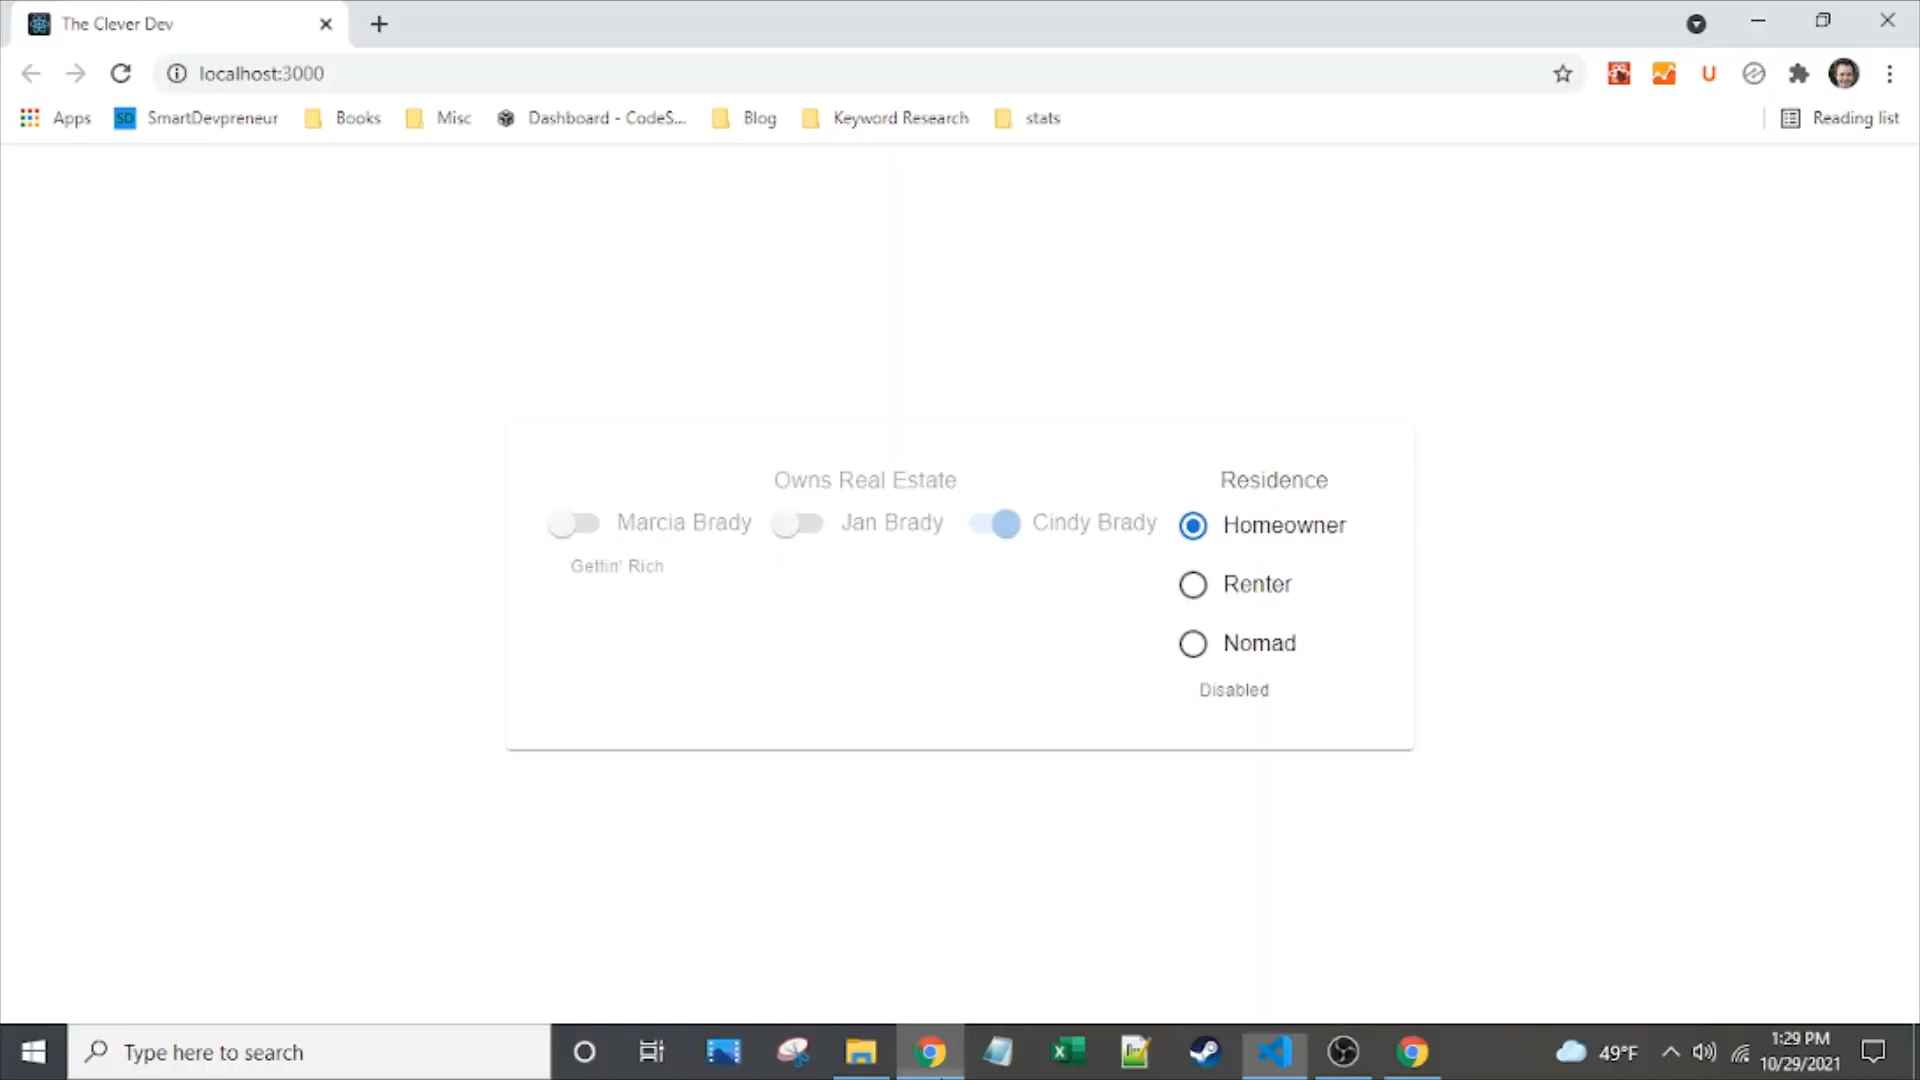 The Clever Dev
localhost:3000
Apps SD SmartDevpreneur Books Misc Dashboard - CodeS... Blog Keyword Research stats Reading list
Owns Real Estate
Marcia Brady Jan Brady Cindy Brady
Gettin' Rich
Residence
Homeowner
Renter
Nomad
Disabled
Type here to search
49°F
1:29 PM
10/29/2021